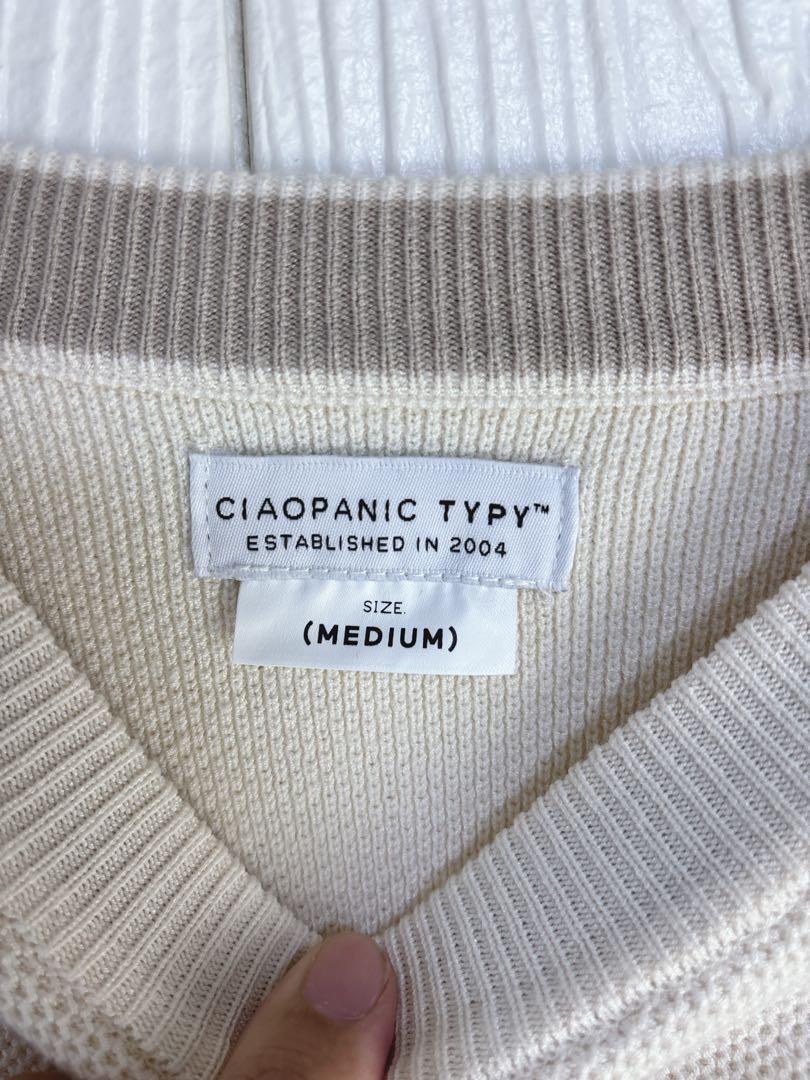 CIAOPANIC TYPY™
ESTABLISHED IN 2004
SIZE.
(MEDIUM)